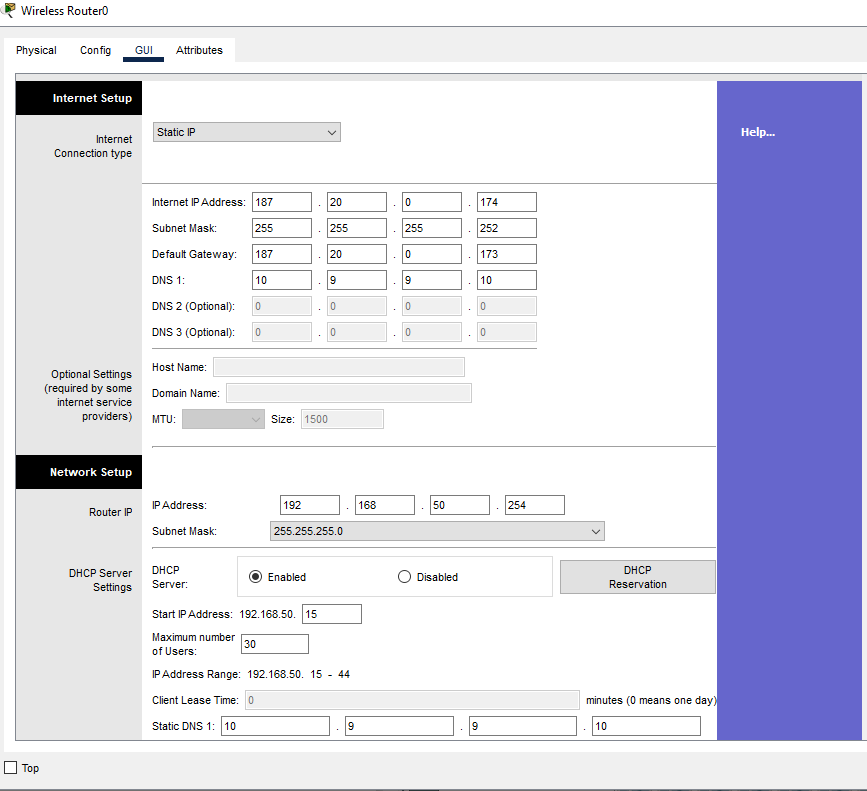 Wireless Router0
Physical Config GUI Attributes
Internet Setup
Internet
Connection type
Static IP
Help...
Internet IP Address: 187 . 20 . 0 . 174
Subnet Mask: 255 . 255 . 255 . 252
Default Gateway: 187 . 20 . 0 . 173
DNS 1: 10 . 9 . 9 . 10
DNS 2 (Optional): 0 . 0 . 0 . 0
DNS 3 (Optional): 0 . 0 . 0 . 0
Optional Settings
(required by some
internet service
providers)
Host Name:
Domain Name:
MTU: Size: 1500
Network Setup
Router IP
IP Address: 192 . 168 . 50 . 254
Subnet Mask: 255.255.255.0
DHCP Server
Settings
DHCP
Server:
Enabled Disabled
DHCP
Reservation
Start IP Address: 192.168.50. 15
Maximum number
of Users: 30
IP Address Range: 192.168.50. 15 - 44
Client Lease Time: 0 minutes (0 means one day)
Static DNS 1: 10 . 9 . 9 . 10
Top